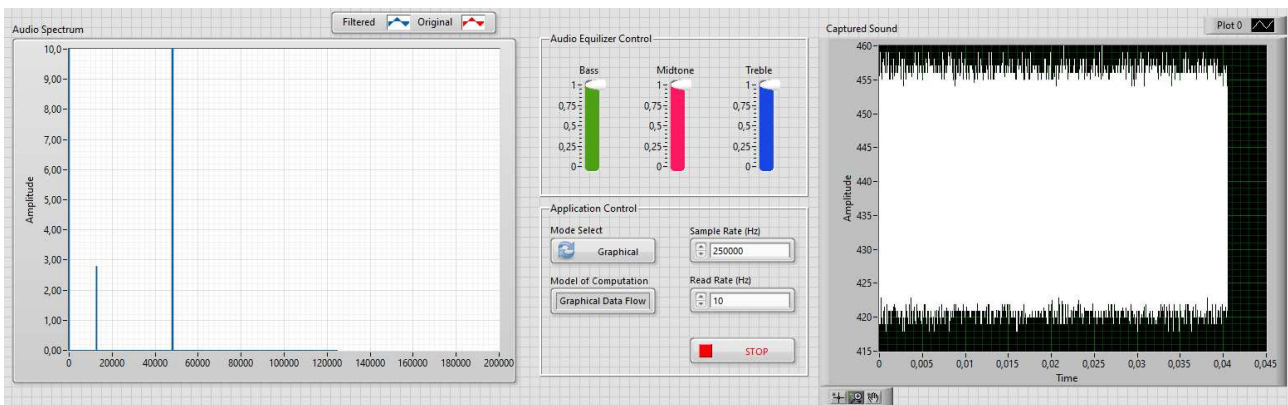 Audio Spectrum
Filtered Original
10,0
9,00
8,00
7,00
6,00
5,00
4,00
3,00
2,00
1,00
0,00
Amplitude
0 20000 40000 60000 80000 100000 120000 140000 160000 180000 200000
Audio Equilizer Control
Bass Midtone Treble
1 1 1
0,75 0,75 0,75
0,5 0,5 0,5
0,25 0,25 0,25
0 0 0
Application Control
Mode Select Sample Rate (Hz)
Graphical 250000
Model of Computation Read Rate (Hz)
Graphical Data Flow 10
STOP
Captured Sound
Plot 0
460
455
450
445
440
435
430
425
420
415
Amplitude
0 0,005 0,01 0,015 0,02 0,025 0,03 0,035 0,04 0,045
Time